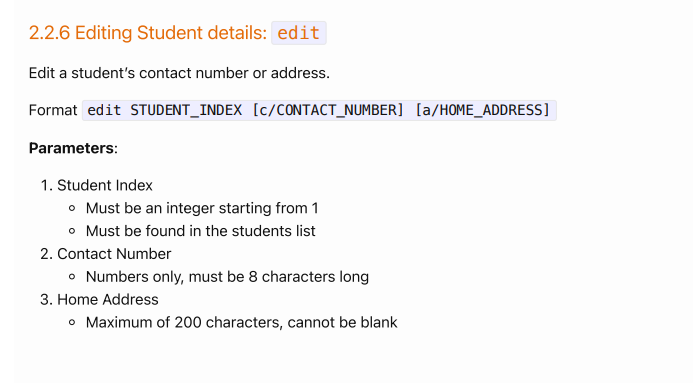 2.2.6 Editing Student details: edit
Edit a student’s contact number or address.
Format edit STUDENT_INDEX [c/CONTACT_NUMBER] [a/HOME_ADDRESS]
Parameters:
1. Student Index
◦ Must be an integer starting from 1
◦ Must be found in the students list
2. Contact Number
◦ Numbers only, must be 8 characters long
3. Home Address
◦ Maximum of 200 characters, cannot be blank